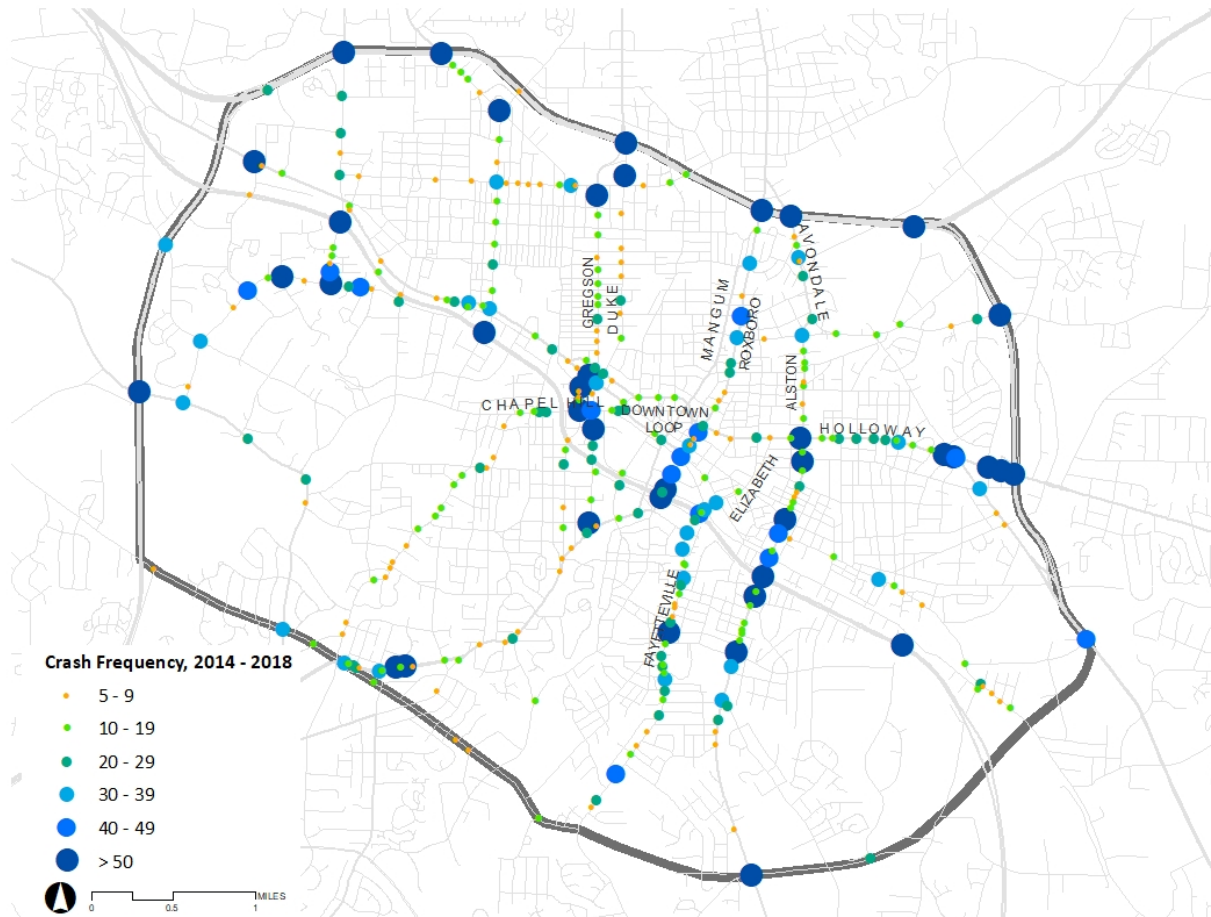 AVONDALE
GREGSON
DUKE
MANGUM
ROXBORO
ALSTON
CHAPEL HILL
DOWNTOWN
LOOP
HOLLOWAY
ELIZABETH
FAYETTEVILLE
Crash Frequency, 2014 - 2018
5 - 9
10 - 19
20 - 29
30 - 39
40 - 49
> 50
MILES
0 0.5 1